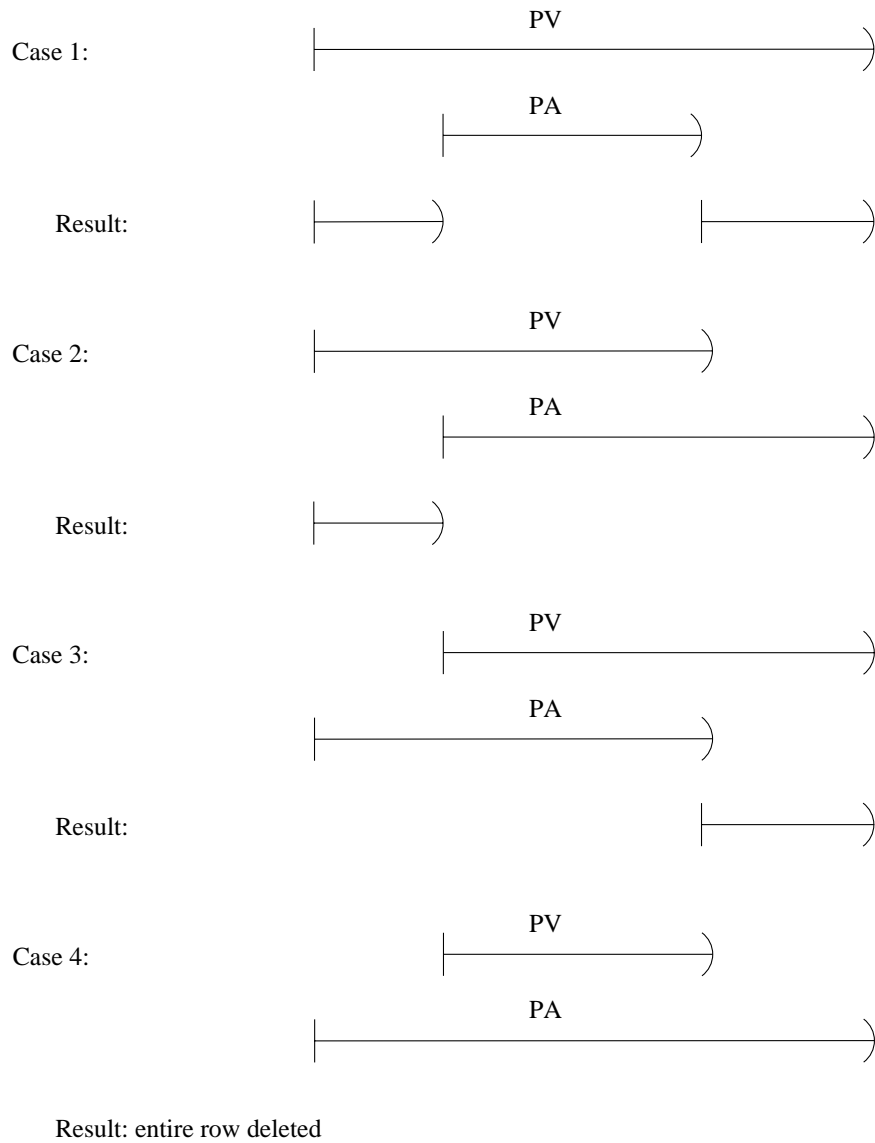 PV
Case 1:
PA
Result:
PV
Case 2:
PA
Result:
PV
Case 3:
PA
Result:
PV
Case 4:
PA
Result: entire row deleted